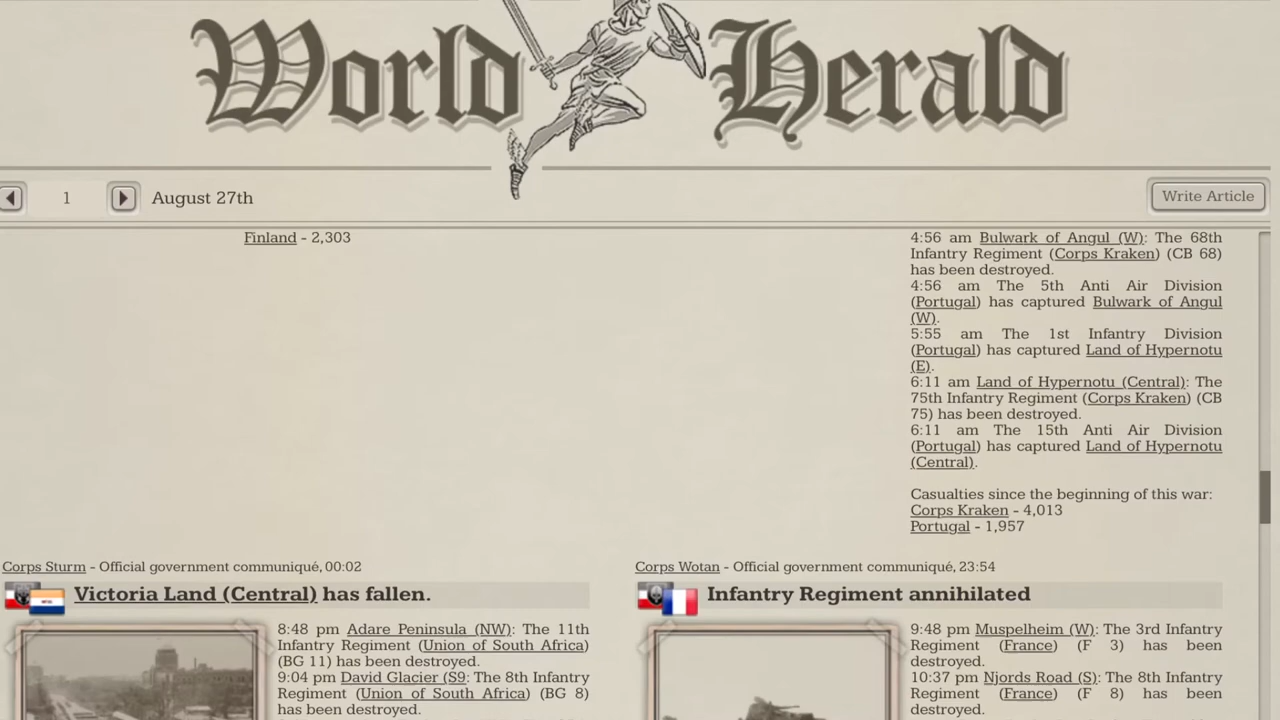 World Herald
1
August 27th
Write Article
Finland - 2,303
4:56 am Bulwark of Angul (W): The 68th
Infantry Regiment (Corps Kraken) (CB 68)
has been destroyed.
4:56 am The 5th Anti Air Division
(Portugal) has captured Bulwark of Angul
(W).
5:55 am The 1st Infantry Division
(Portugal) has captured Land of Hypernotu
(E).
6:11 am Land of Hypernotu (Central): The
75th Infantry Regiment (Corps Kraken) (CB
75) has been destroyed.
6:11 am The 15th Anti Air Division
(Portugal) has captured Land of Hypernotu
(Central).
Casualties since the beginning of this war:
Corps Kraken - 4,013
Portugal - 1,957
Corps Sturm - Official government communiqué, 00:02
Victoria Land (Central) has fallen.
8:48 pm Adare Peninsula (NW): The 11th
Infantry Regiment (Union of South Africa)
(BG 11) has been destroyed.
9:04 pm David Glacier (S9: The 8th Infantry
Regiment (Union of South Africa) (BG 8)
has been destroyed.
Corps Wotan - Official government communiqué, 23:54
Infantry Regiment annihilated
9:48 pm Muspelheim (W): The 3rd Infantry
Regiment (France) (F 3) has been
destroyed.
10:37 pm Njords Road (S): The 8th Infantry
Regiment (France) (F 8) has been
destroyed.